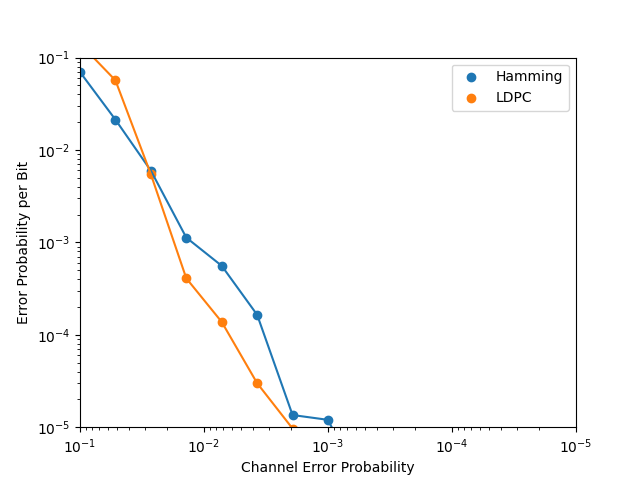 10⁻¹
10⁻²
10⁻³
10⁻⁴
10⁻⁵
Error Probability per Bit
Hamming
LDPC
10⁻¹ 10⁻² 10⁻³ 10⁻⁴ 10⁻⁵
Channel Error Probability